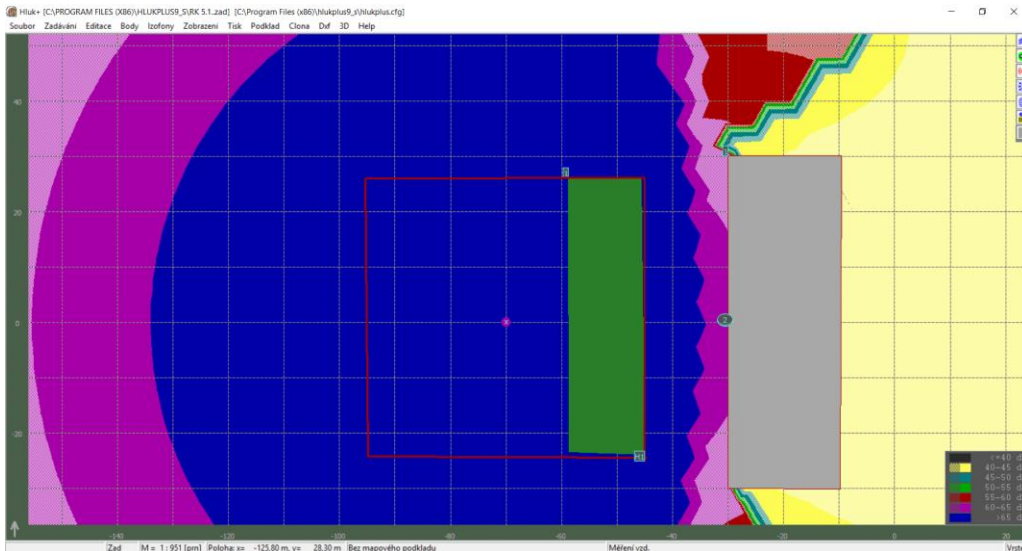 Hluk+ [C:\PROGRAM FILES (X86)\HLUKPLUS9_S\RK 5.1..zad]  [C:\Program Files (x86)\hlukplus9_s\hlukplus.cfg]
Soubor Zadávání Editace Body Izofony Zobrazení Tisk Podklad Clona Dxf 3D Help
40
20
0
-20
2
<+40 d
40-45 d
45-50 d
50-55 d
55-60 d
60-65 d
>65 d
-140 -120 -100 -80 -60 -40 -20 0 20
Zad M = 1 : 951 [prn] Poloha: x= -125.80 m, y= 28.30 m Bez mapového podkladu Měření vzd. Vrstv